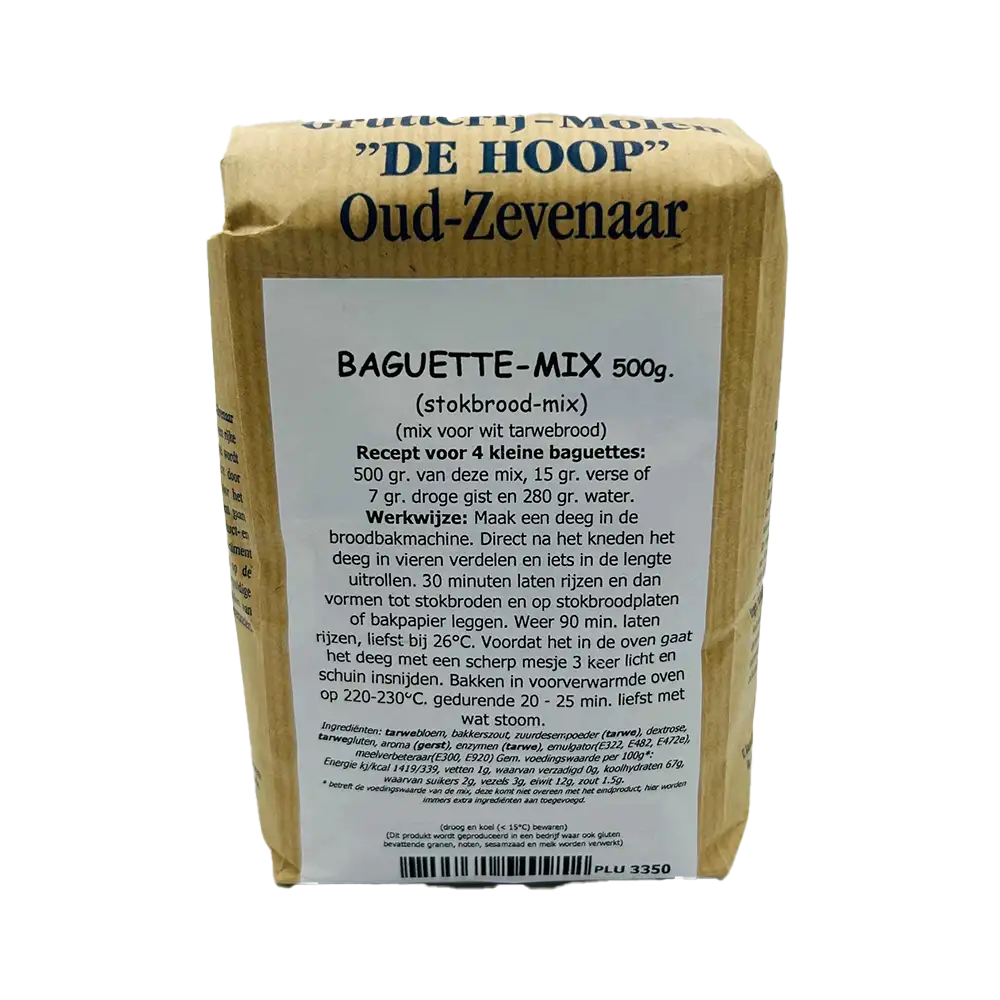 Grutterij-Molen
”DE HOOP”
Oud-Zevenaar
BAGUETTE-MIX 500g.
(stokbrood-mix)
(mix voor wit tarwebrood)
Recept voor 4 kleine baguettes:
500 gr. van deze mix, 15 gr. verse of
7 gr. droge gist en 280 gr. water.
Werkwijze: Maak een deeg in de
broodbakmachine. Direct na het kneden het
deeg in vieren verdelen en iets in de lengte
uitrollen. 30 minuten laten rijzen en dan
vormen tot stokbroden en op stokbroodplaten
of bakpapier leggen. Weer 90 min. laten
rijzen, liefst bij 26°C. Voordat het in de oven gaat
het deeg met een scherp mesje 3 keer licht en
schuin insnijden. Bakken in voorverwarmde oven
op 220-230°C. gedurende 20 - 25 min. liefst met
wat stoom.
Ingrediënten: tarwebloem, bakkerszout, zuurdesempoeder (tarwe), dextrose,
tarwegluten, aroma (gerst), enzymen (tarwe), emulgator(E322, E482, E472e),
meelverbeteraar(E300, E920) Gem. voedingswaarde per 100g*:
Energie kj/kcal 1419/339, vetten 1g, waarvan verzadigd 0g, koolhydraten 67g,
waarvan suikers 2g, vezels 3g, eiwit 12g, zout 1.5g.
* betreft de voedingswaarde van de mix, deze komt niet overeen met het eindproduct, hier worden
immers extra ingrediënten aan toegevoegd.
(droog en koel (< 15°C) bewaren)
(Dit produkt wordt geproduceerd in een bedrijf waar ook gluten
bevattende granen, noten, sesamzaad en melk worden verwerkt)
PLU 3350